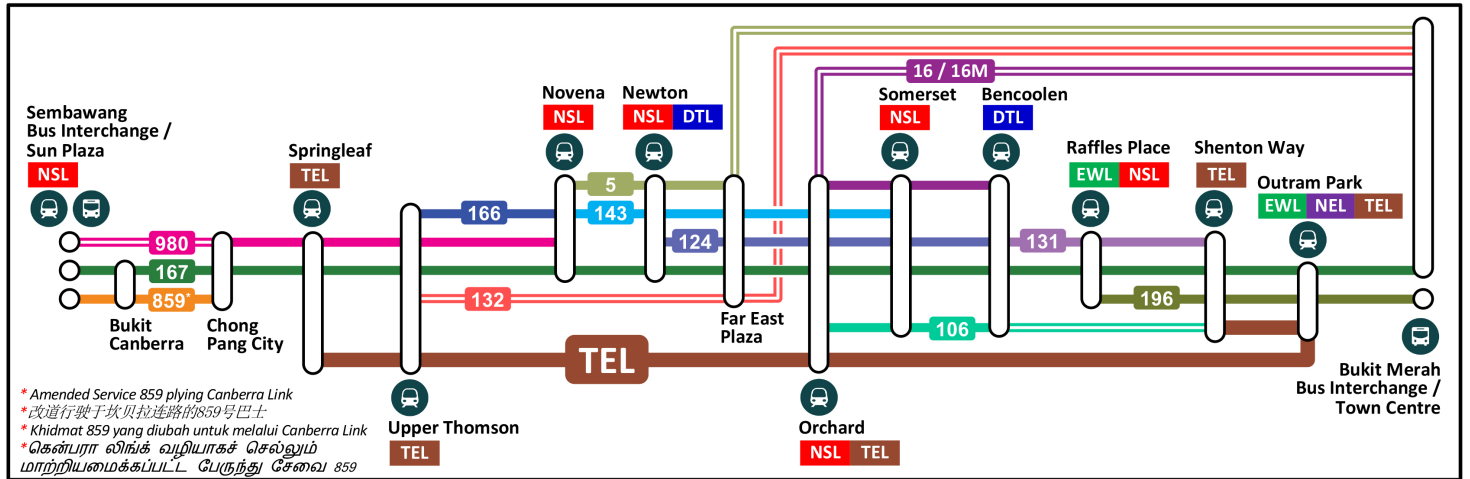 16 / 16M
Sembawang
Bus Interchange /
Sun Plaza
NSL
Springleaf
TEL
Novena
NSL
Newton
NSL DTL
Somerset
NSL
Bencoolen
DTL
Raffles Place
EWL NSL
Shenton Way
TEL
Outram Park
EWL NEL TEL
5
166
143
980
124
131
167
859*
132
196
106
Bukit
Canberra
Chong
Pang City
Far East
Plaza
TEL
Upper Thomson
TEL
Orchard
NSL TEL
Bukit Merah
Bus Interchange /
Town Centre
* Amended Service 859 plying Canberra Link
*改道行驶于坎贝拉连路的859号巴士
* Khidmat 859 yang diubah untuk melalui Canberra Link
*கென்பரா லிங்க் வழியாகச் செல்லும்
மாற்றியமைக்கப்பட்ட பேருந்து சேவை 859